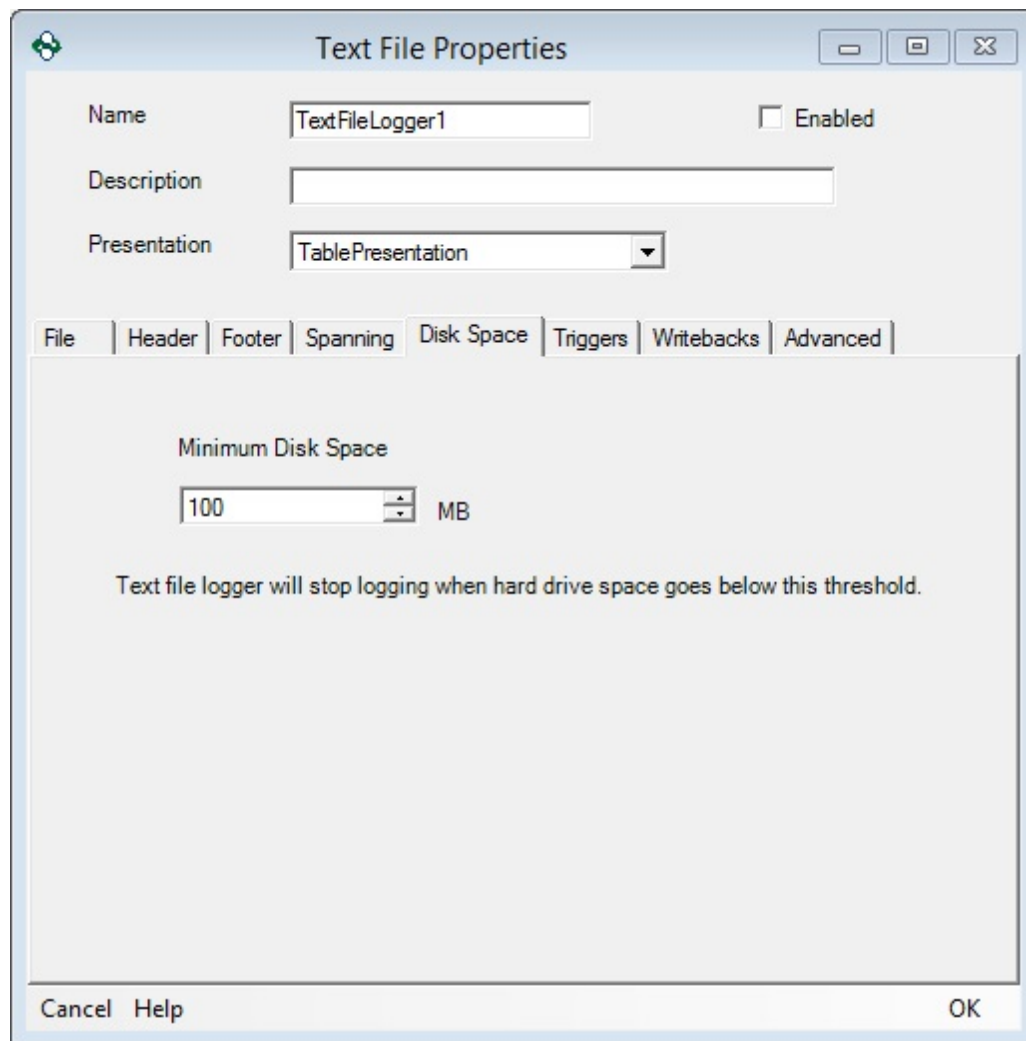 Text File Properties
Name TextFileLogger1 Enabled
Description
Presentation TablePresentation
File Header Footer Spanning Disk Space Triggers Writebacks Advanced
Minimum Disk Space
100 MB
Text file logger will stop logging when hard drive space goes below this threshold.
Cancel Help OK